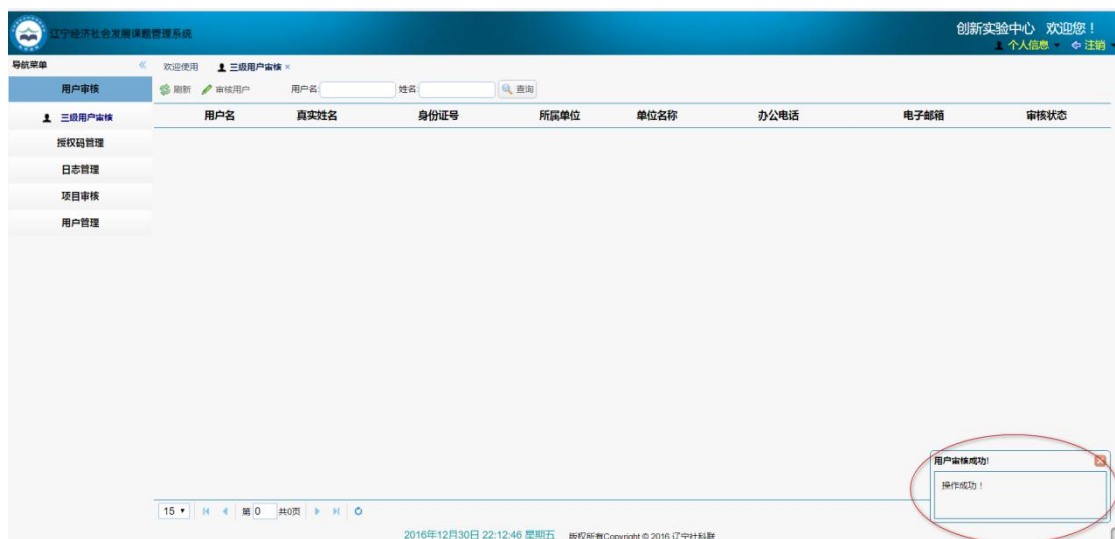 辽宁经济社会发展课题管理系统
创新实验中心 欢迎您！
个人信息 注销
导航菜单
欢迎使用 三级用户审核 ×
用户审核
刷新 审核用户 用户名: 姓名: 查询
三级用户审核
用户名 真实姓名 身份证号 所属单位 单位名称 办公电话 电子邮箱 审核状态
授权码管理
日志管理
项目审核
用户管理
用户审核成功!
操作成功！
15 第 0 共0页
2016年12月30日 22:12:46 星期五 版权所有Copyright © 2016 辽宁社科联